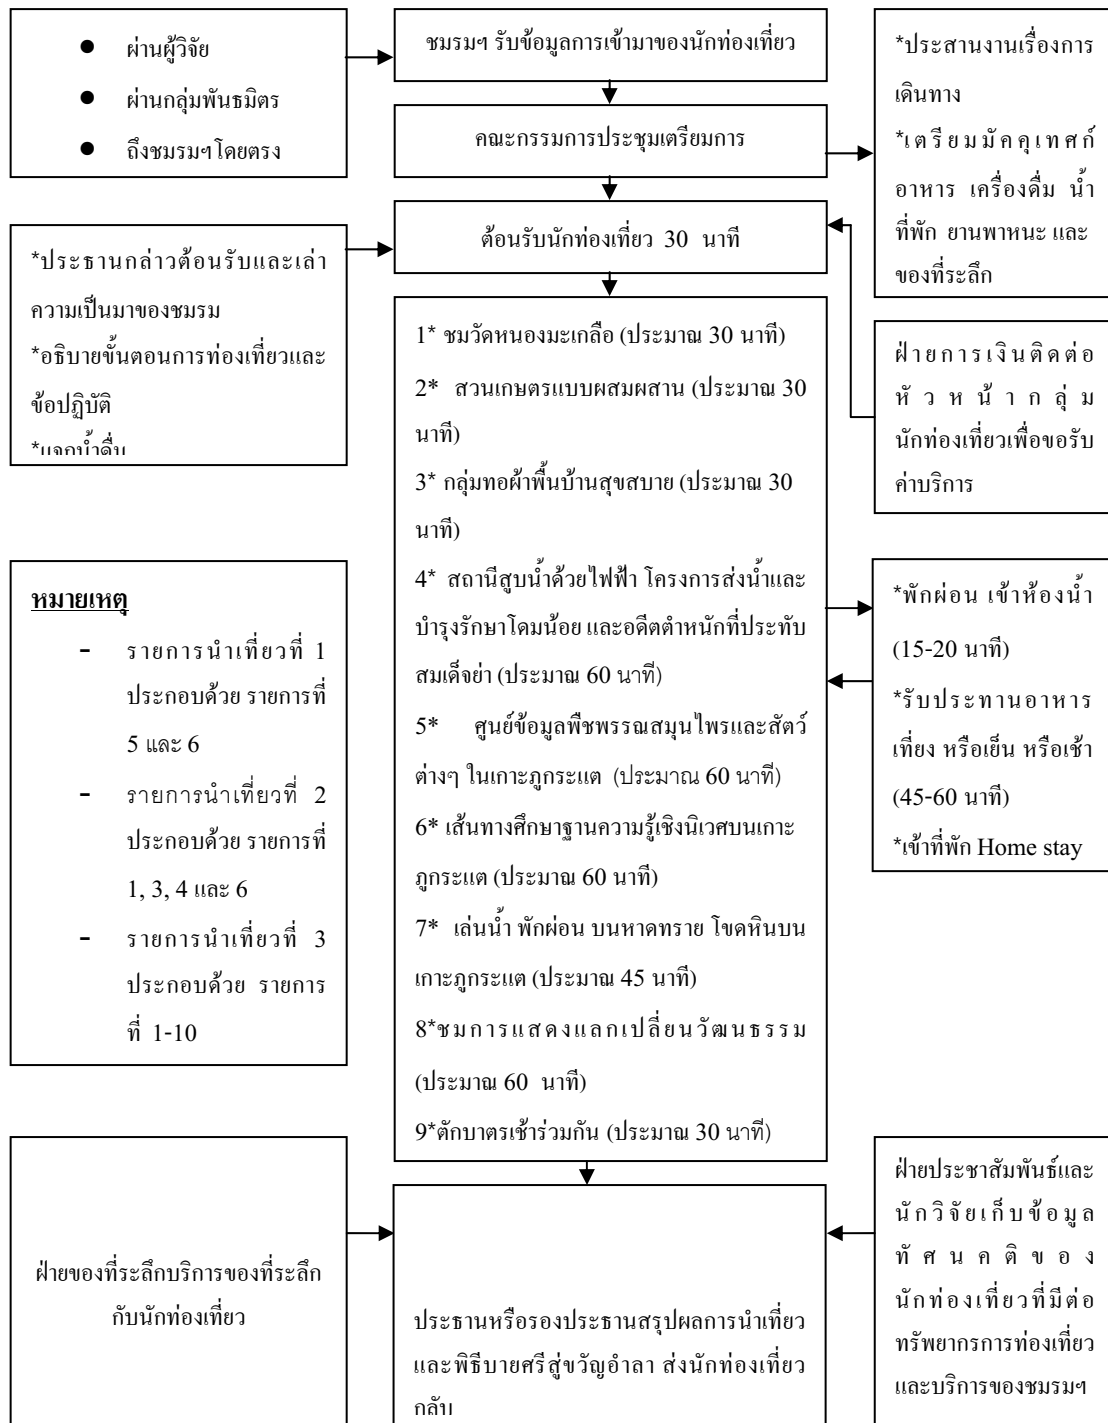 ● ผ่านผู้วิจัย
● ผ่านกลุ่มพันธมิตร
● ถึงชมรมฯโดยตรง
ชมรมฯ รับข้อมูลการเข้ามาของนักท่องเที่ยว
คณะกรรมการประชุมเตรียมการ
*ประสานงานเรื่องการ
เดินทาง
*เตรียมมัคคุเทศก์
อาหาร เครื่องดื่ม น้ำ
ที่พัก ยานพาหนะ และ
ของที่ระลึก
ต้อนรับนักท่องเที่ยว 30 นาที
*ประธานกล่าวต้อนรับและเล่า
ความเป็นมาของชมรม
*อธิบายขั้นตอนการท่องเที่ยวและ
ข้อปฏิบัติ
*แจกน้ำดื่ม
ฝ่ายการเงินติดต่อ
หัวหน้ากลุ่ม
นักท่องเที่ยวเพื่อขอรับ
ค่าบริการ
1* ชมวัดหนองมะเกลือ (ประมาณ 30 นาที)
2* สวนเกษตรแบบผสมผสาน (ประมาณ 30
นาที)
3* กลุ่มทอผ้าพื้นบ้านสุขสบาย (ประมาณ 30
นาที)
4* สถานีสูบน้ำด้วยไฟฟ้า โครงการส่งน้ำและ
บำรุงรักษาโดมน้อย และอดีตตำหนักที่ประทับ
สมเด็จย่า (ประมาณ 60 นาที)
5* ศูนย์ข้อมูลพืชพรรณสมุนไพรและสัตว์
ต่างๆ ในเกาะภูกระแต (ประมาณ 60 นาที)
6* เส้นทางศึกษาฐานความรู้เชิงนิเวศบนเกาะ
ภูกระแต (ประมาณ 60 นาที)
7* เล่นน้ำ พักผ่อน บนหาดทราย โขดหินบน
เกาะภูกระแต (ประมาณ 45 นาที)
8*ชมการแสดงแลกเปลี่ยนวัฒนธรรม
(ประมาณ 60 นาที)
9*ตักบาตรเช้าร่วมกัน (ประมาณ 30 นาที)
หมายเหตุ
- รายการนำเที่ยวที่ 1
ประกอบด้วย รายการที่
5 และ 6
- รายการนำเที่ยวที่ 2
ประกอบด้วย รายการที่
1, 3, 4 และ 6
- รายการนำเที่ยวที่ 3
ประกอบด้วย รายการ
ที่ 1-10
*พักผ่อน เข้าห้องน้ำ
(15-20 นาที)
*รับประทานอาหาร
เที่ยง หรือเย็น หรือเช้า
(45-60 นาที)
*เข้าที่พัก Home stay
ฝ่ายของที่ระลึกบริการของที่ระลึก
กับนักท่องเที่ยว
ประธานหรือรองประธานสรุปผลการนำเที่ยว
และพิธีบายศรีสู่ขวัญอำลา ส่งนักท่องเที่ยว
กลับ
ฝ่ายประชาสัมพันธ์และ
นักวิจัยเก็บข้อมูล
ทัศนคติของ
นักท่องเที่ยวที่มีต่อ
ทรัพยากรการท่องเที่ยว
และบริการของชมรมฯ